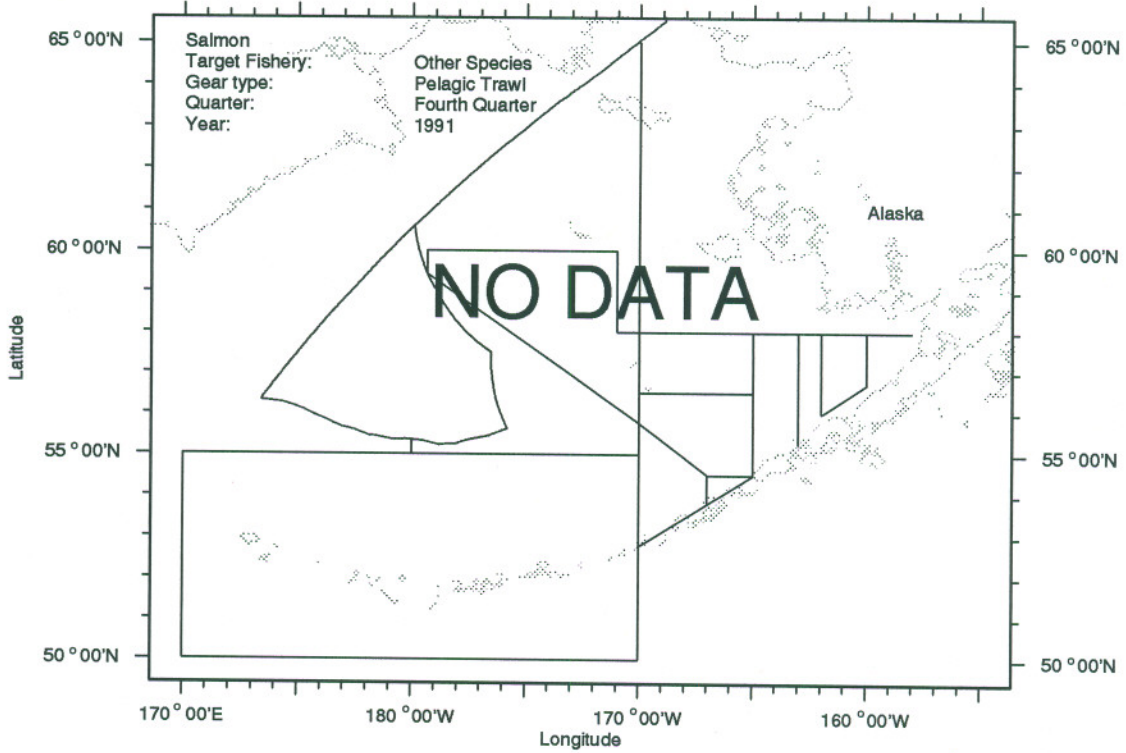 Salmon
Target Fishery: Other Species
Gear type: Pelagic Trawl
Quarter: Fourth Quarter
Year: 1991
65 °00'N
65 °00'N
Alaska
60 °00'N
60 °00'N
NO DATA
Latitude
55 °00'N
55 °00'N
50 °00'N
50 °00'N
170 °00'E
180 °00'W
170 °00'W
160 °00'W
Longitude